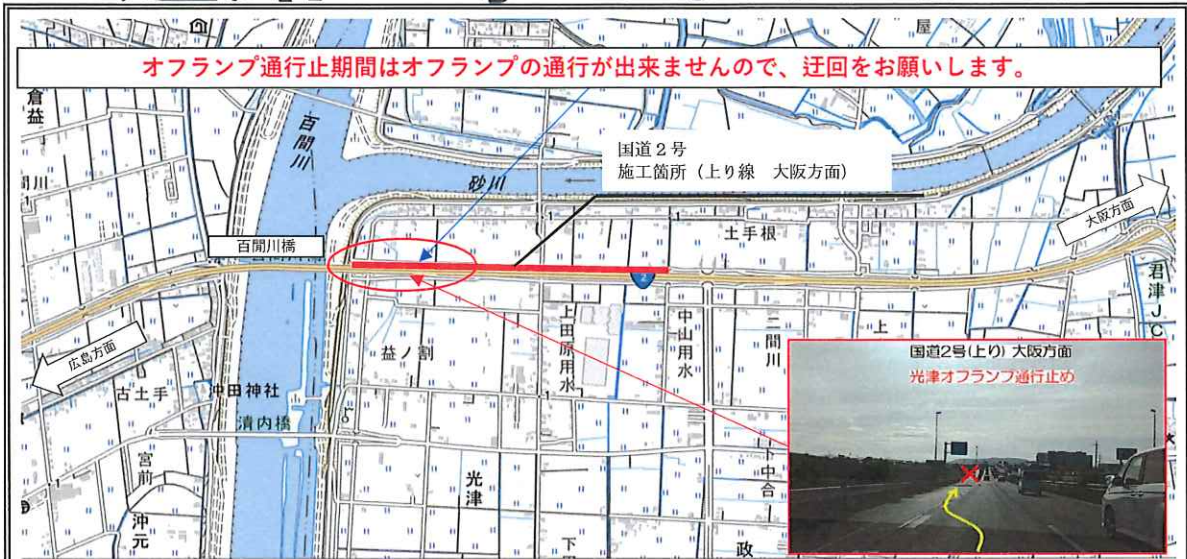 オフランプ通行止期間はオフランプの通行が出来ませんので、迂回をお願いします。
倉益
百間川
国道2号
施工箇所（上り線　大阪方面）
砂川
大阪方面
土手根
百間川橋
2
君津JC
広島方面
益ノ割
上田原用水
中山用水
二間川
上
国道2号(上り) 大阪方面
光津オフランプ通行止め
古土手
沖田神社
清内橋
宮前
光津
下中合
沖元
政